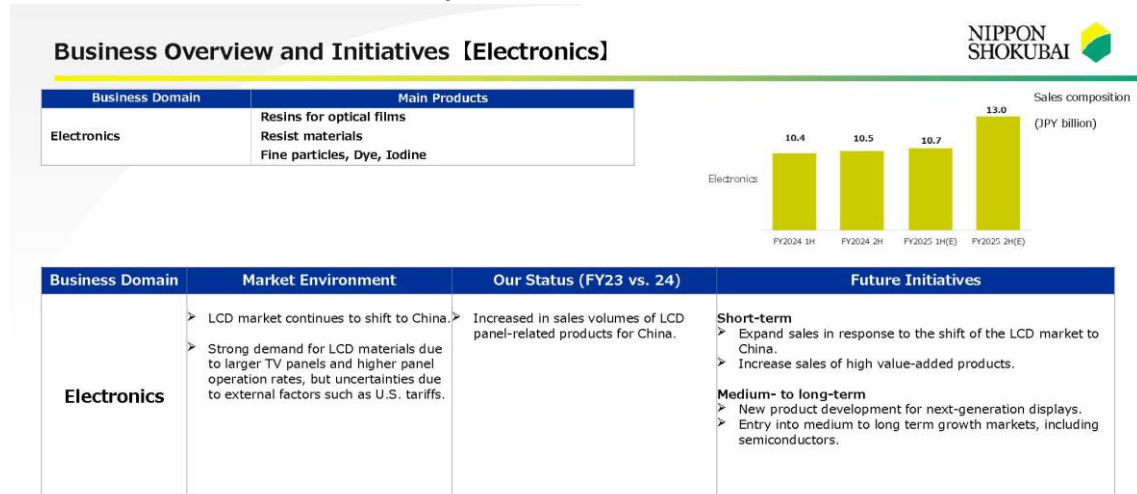 Business Overview and Initiatives【Electronics】
NIPPON
SHOKUBAI
Business Domain
Main Products
Electronics
Resins for optical films
Resist materials
Fine particles, Dye, Iodine
Sales composition
(JPY billion)
10.4
10.5
10.7
13.0
Electronics
FY2024 1H
FY2024 2H
FY2025 1H(E)
FY2025 2H(E)
Business Domain
Market Environment
Our Status (FY23 vs. 24)
Future Initiatives
Electronics
➢ LCD market continues to shift to China.
➢ Strong demand for LCD materials due
to larger TV panels and higher panel
operation rates, but uncertainties due
to external factors such as U.S. tariffs.
➢ Increased in sales volumes of LCD
panel-related products for China.
Short-term
➢ Expand sales in response to the shift of the LCD market to
China.
➢ Increase sales of high value-added products.
Medium- to long-term
➢ New product development for next-generation displays.
➢ Entry into medium to long term growth markets, including
semiconductors.